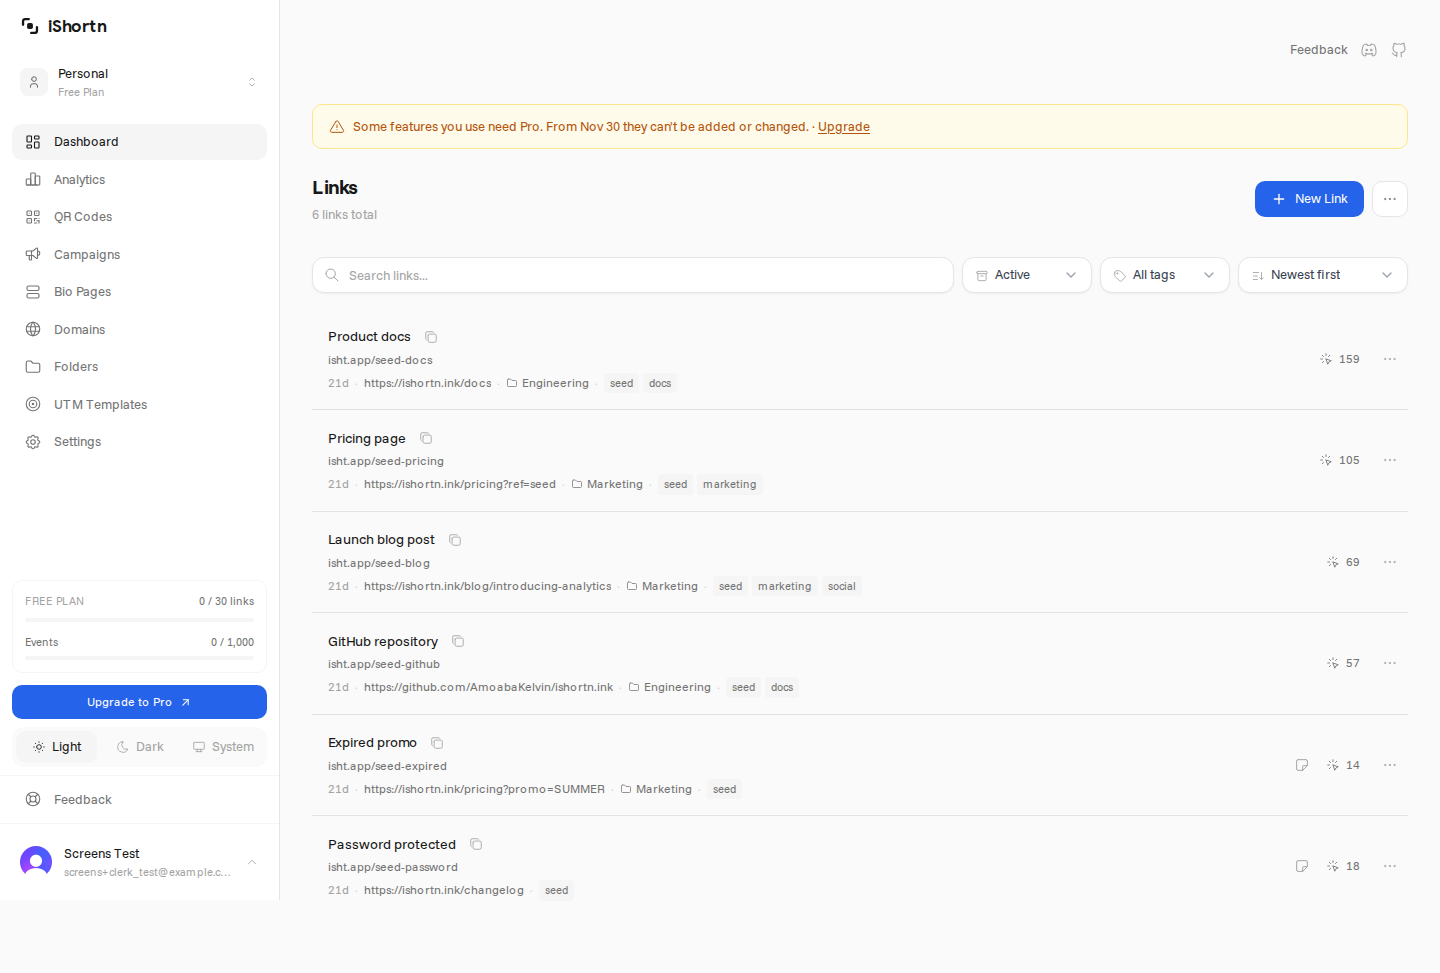 iShortn
Personal
Free Plan
Dashboard
Analytics
QR Codes
Campaigns
Bio Pages
Domains
Folders
UTM Templates
Settings
FREE PLAN 0 / 30 links
Events 0 / 1,000
Upgrade to Pro
Light Dark System
Feedback
Screens Test
screens+clerk_test@example.c...
Feedback
Some features you use need Pro. From Nov 30 they can't be added or changed. · Upgrade
Links
6 links total
New Link
Search links...
Active
All tags
Newest first
Product docs
isht.app/seed-docs
21d · https://ishortn.ink/docs · Engineering · seed docs
159
Pricing page
isht.app/seed-pricing
21d · https://ishortn.ink/pricing?ref=seed · Marketing · seed marketing
105
Launch blog post
isht.app/seed-blog
21d · https://ishortn.ink/blog/introducing-analytics · Marketing · seed marketing social
69
GitHub repository
isht.app/seed-github
21d · https://github.com/AmoabaKelvin/ishortn.ink · Engineering · seed docs
57
Expired promo
isht.app/seed-expired
21d · https://ishortn.ink/pricing?promo=SUMMER · Marketing · seed
14
Password protected
isht.app/seed-password
21d · https://ishortn.ink/changelog · seed
18